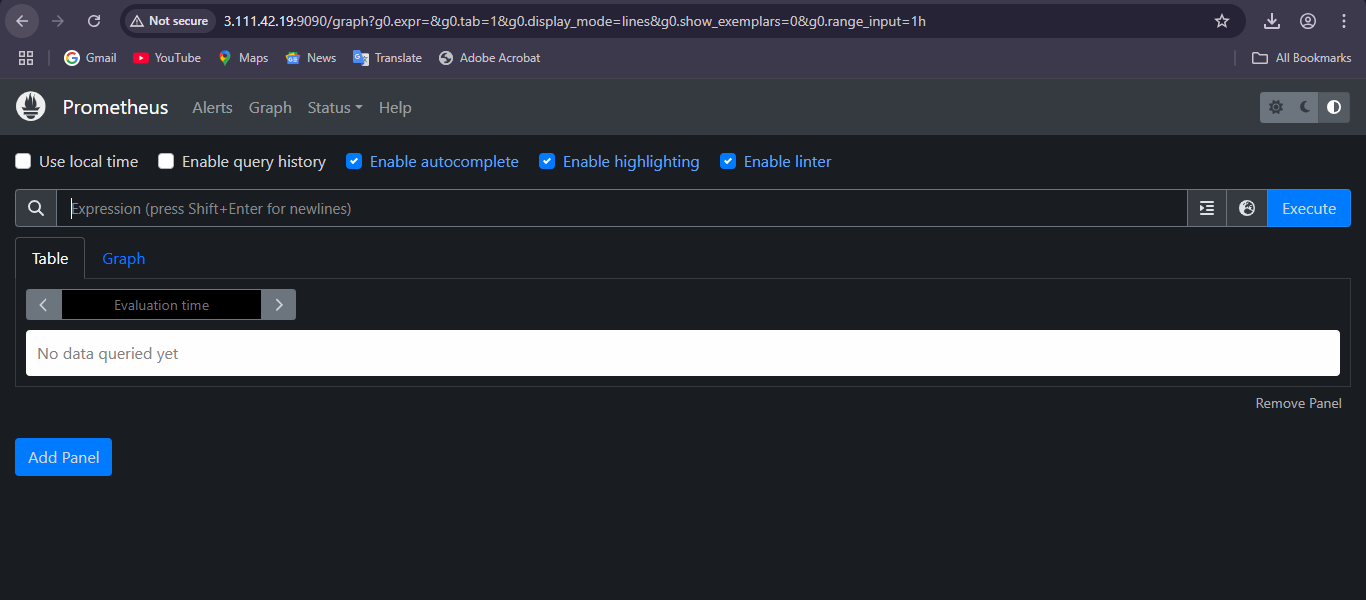 Not secure 3.111.42.19:9090/graph?g0.expr=&g0.tab=1&g0.display_mode=lines&g0.show_exemplars=0&g0.range_input=1h
Gmail YouTube Maps News Translate Adobe Acrobat All Bookmarks
Prometheus Alerts Graph Status Help
Use local time Enable query history Enable autocomplete Enable highlighting Enable linter
Expression (press Shift+Enter for newlines) Execute
Table Graph
Evaluation time
No data queried yet
Remove Panel
Add Panel